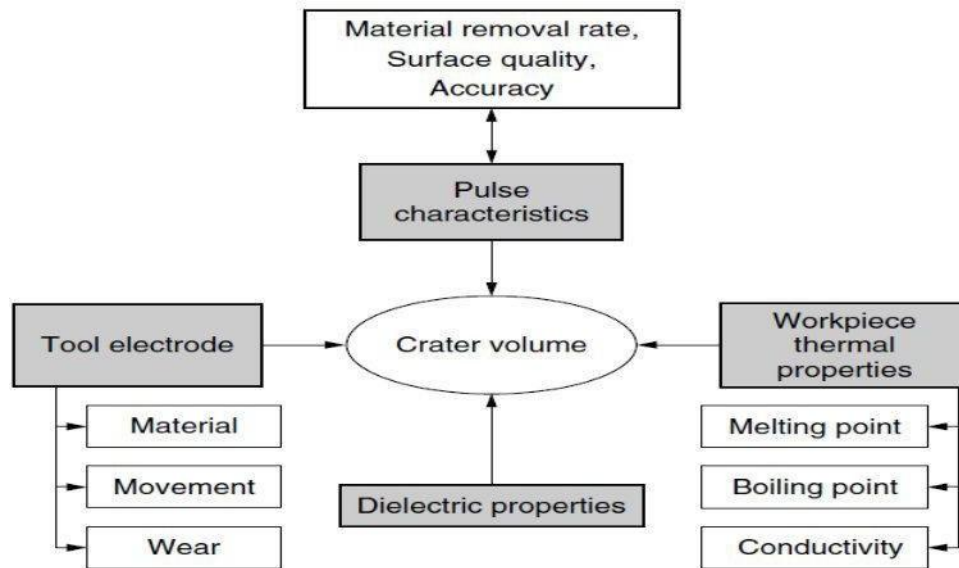 Material removal rate,
Surface quality,
Accuracy
Pulse
characteristics
Tool electrode
Crater volume
Workpiece
thermal
properties
Material
Movement
Wear
Dielectric properties
Melting point
Boiling point
Conductivity